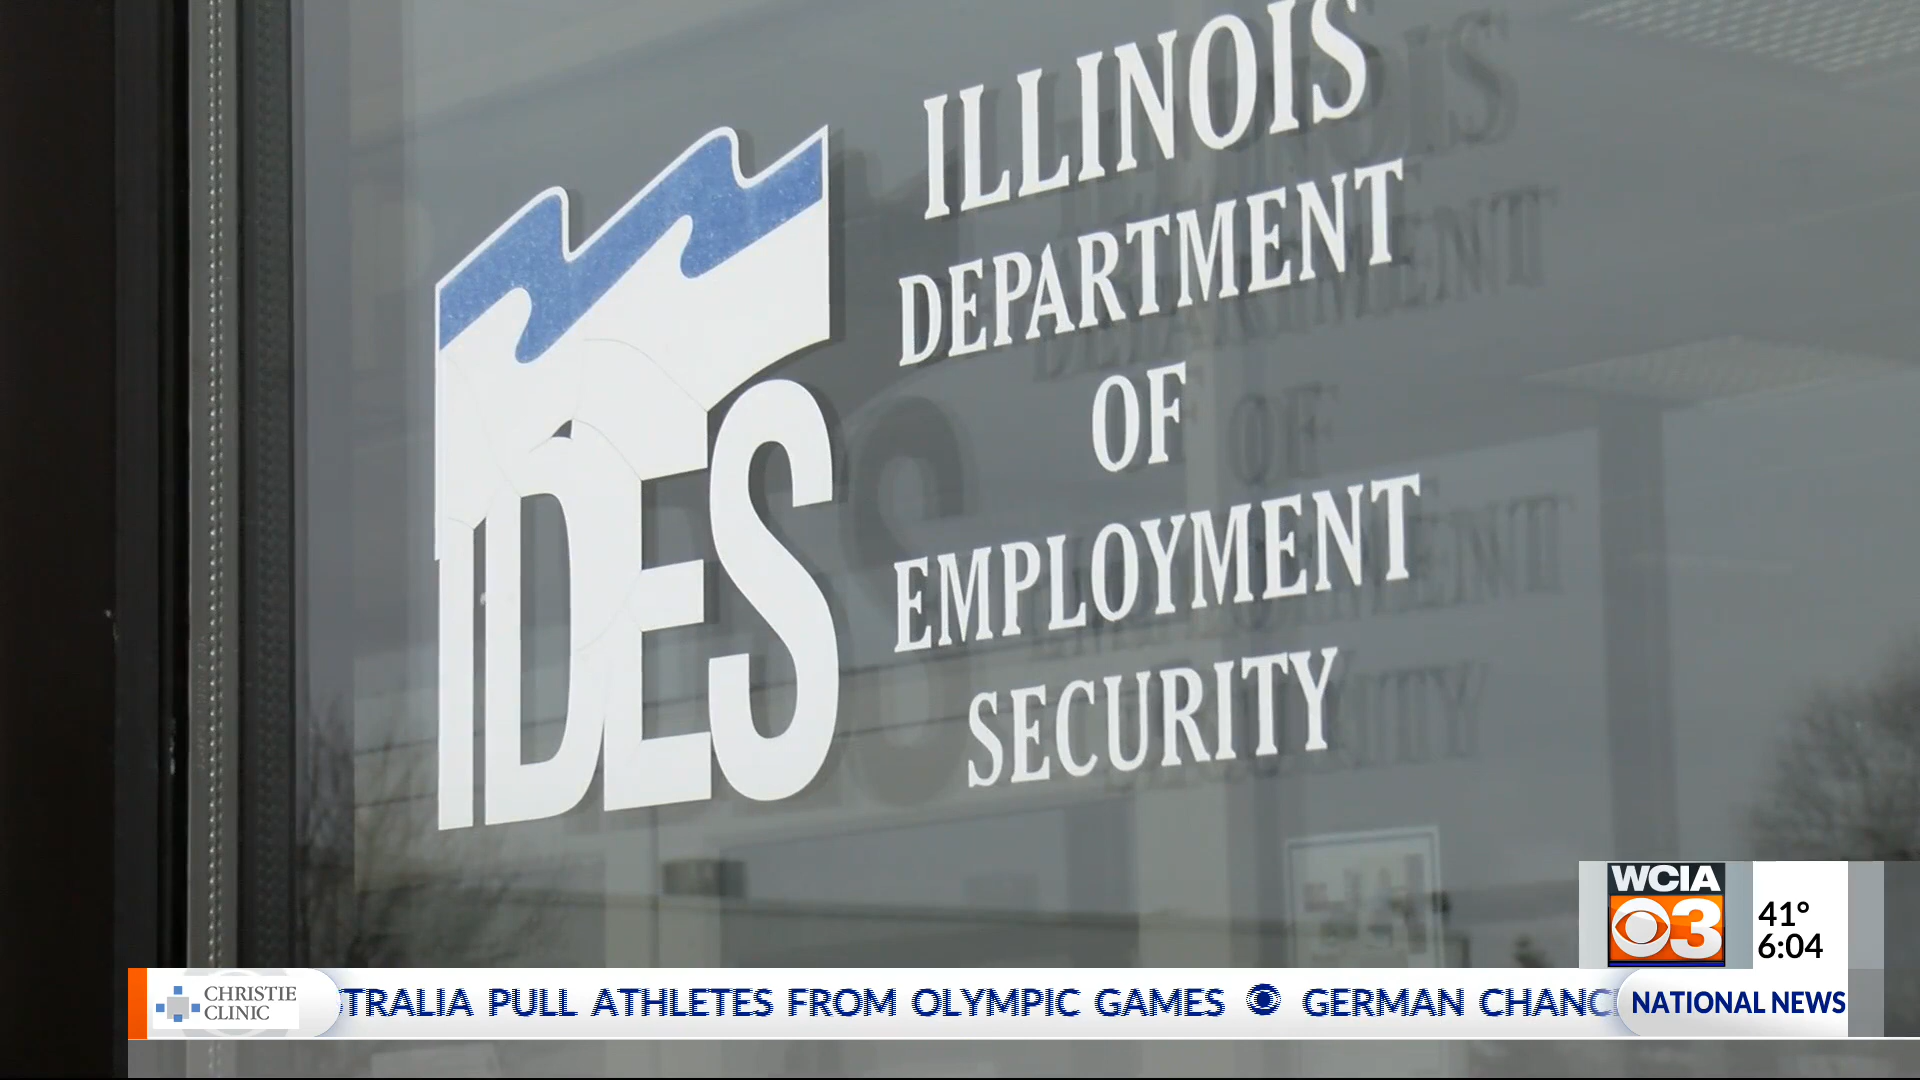 ILLINOIS
DEPARTMENT
OF
EMPLOYMENT
SECURITY
IDES
WCIA
3
41°
6:04
CHRISTIE
CLINIC
TRALIA PULL ATHLETES FROM OLYMPIC GAMES GERMAN CHANC
NATIONAL NEWS